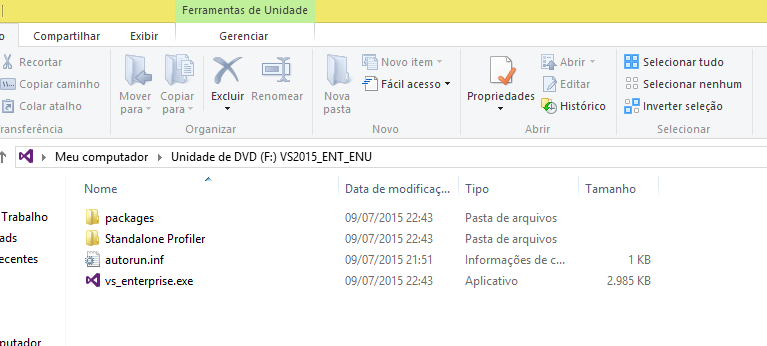 Ferramentas de Unidade
o Compartilhar Exibir Gerenciar
Recortar
Copiar caminho
Colar atalho
Mover para
Copiar para
Excluir
Renomear
Nova pasta
Novo item
Fácil acesso
Propriedades
Abrir
Editar
Histórico
Selecionar tudo
Selecionar nenhum
Inverter seleção
ransferência Organizar Novo Abrir Selecionar
Meu computador Unidade de DVD (F:) VS2015_ENT_ENU
Nome Data de modificaç... Tipo Tamanho
Trabalho
ads
ecentes
putador
packages 09/07/2015 22:43 Pasta de arquivos
Standalone Profiler 09/07/2015 22:43 Pasta de arquivos
autorun.inf 09/07/2015 21:51 Informações de c... 1 KB
vs_enterprise.exe 09/07/2015 22:43 Aplicativo 2.985 KB